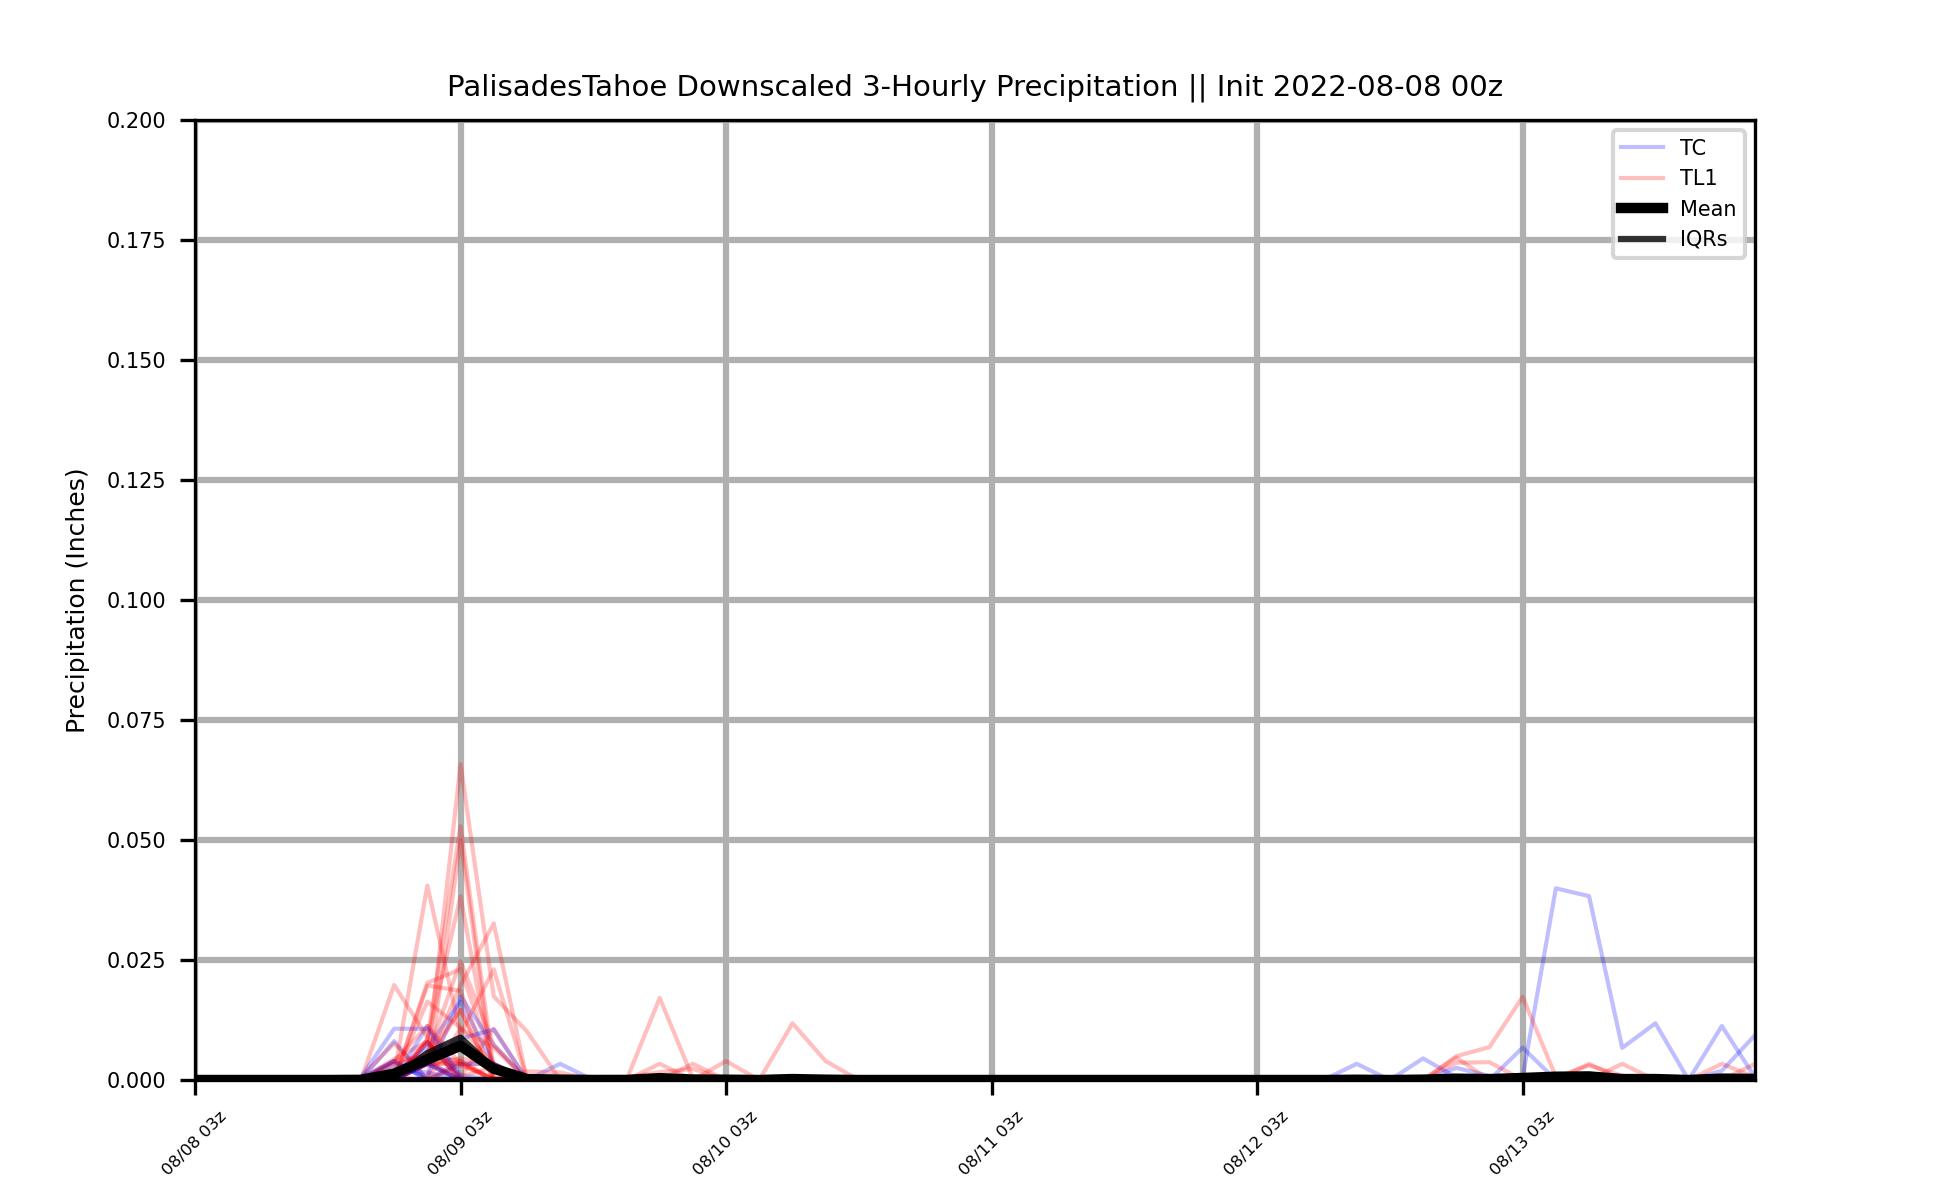 PalisadesTahoe Downscaled 3-Hourly Precipitation || Init 2022-08-08 00z
TC
TL1
Mean
IQRs
Precipitation (Inches)
0.200
0.175
0.150
0.125
0.100
0.075
0.050
0.025
0.000
08/08 03z
08/09 03z
08/10 03z
08/11 03z
08/12 03z
08/13 03z